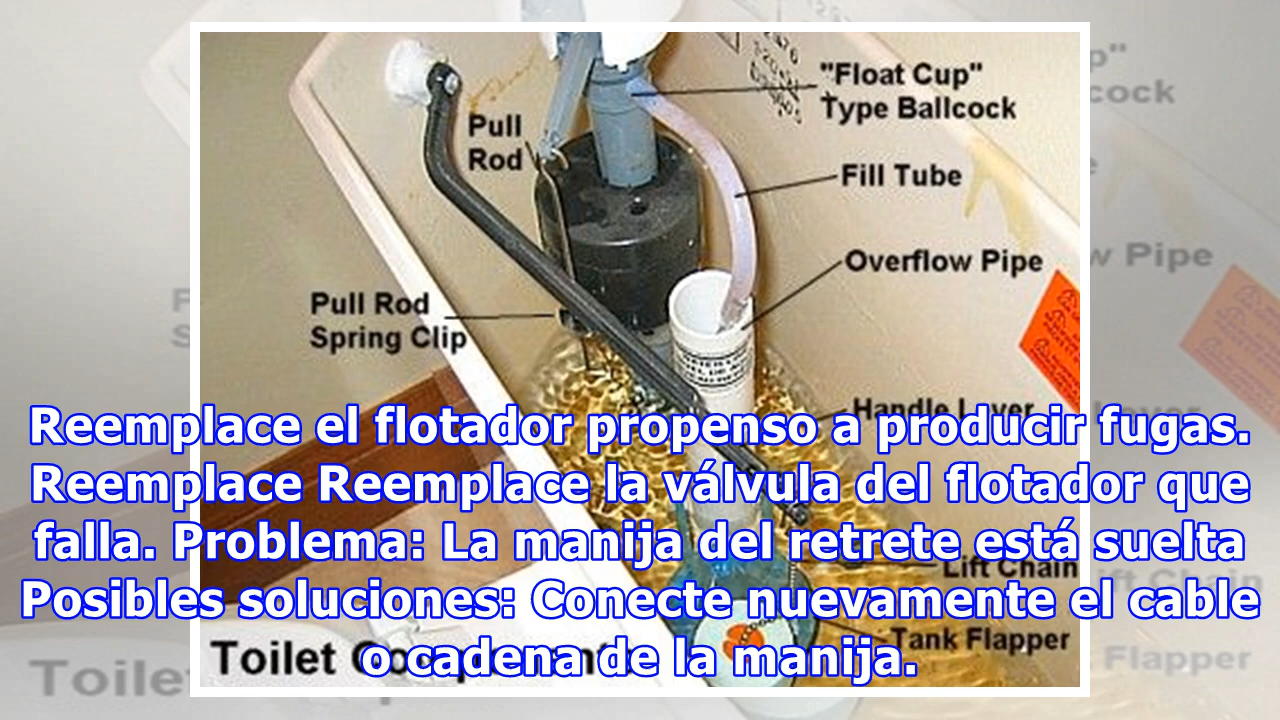 "Float Cup"
Type Ballcock
Pull
Rod
Fill Tube
Overflow Pipe
Pull Rod
Spring Clip
Handle Lever
Reemplace el flotador propenso a producir fugas.
Reemplace Reemplace la válvula del flotador que
falla. Problema: La manija del retrete está suelta
Posibles soluciones: Conecte nuevamente el cable
o cadena de la manija.
Lift Chain
Tank Flapper
Toilet